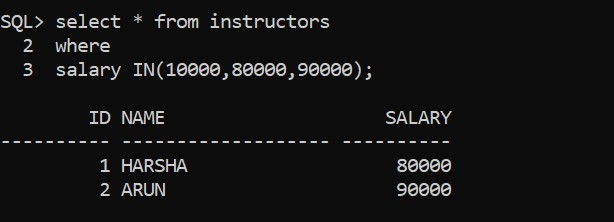 SQL> select * from instructors
  2  where
  3  salary IN(10000,80000,90000);
        ID NAME                    SALARY
---------- ------------------- ----------
         1 HARSHA                   80000
         2 ARUN                     90000